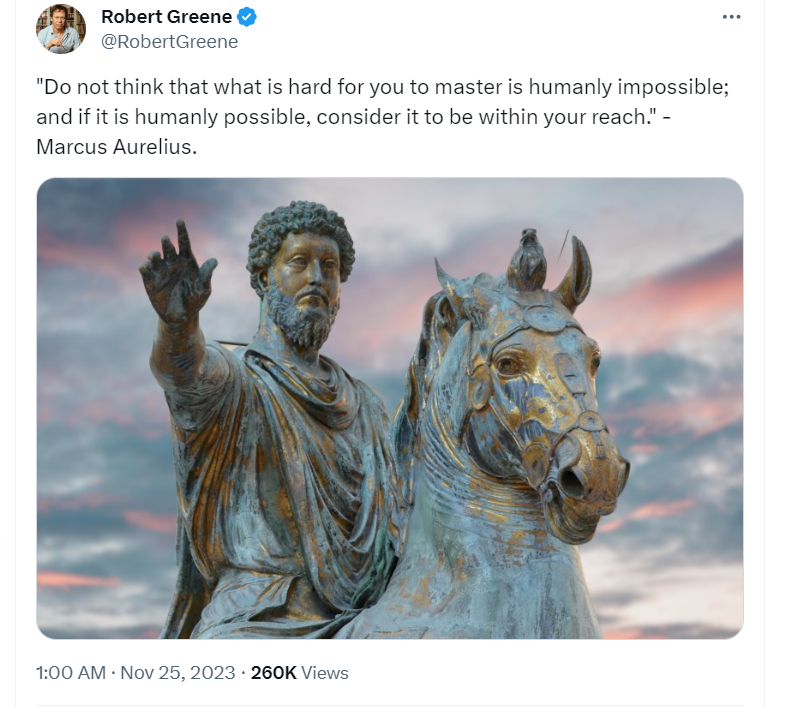 Robert Greene
@RobertGreene
"Do not think that what is hard for you to master is humanly impossible;
and if it is humanly possible, consider it to be within your reach." -
Marcus Aurelius.
1:00 AM · Nov 25, 2023 · 260K Views